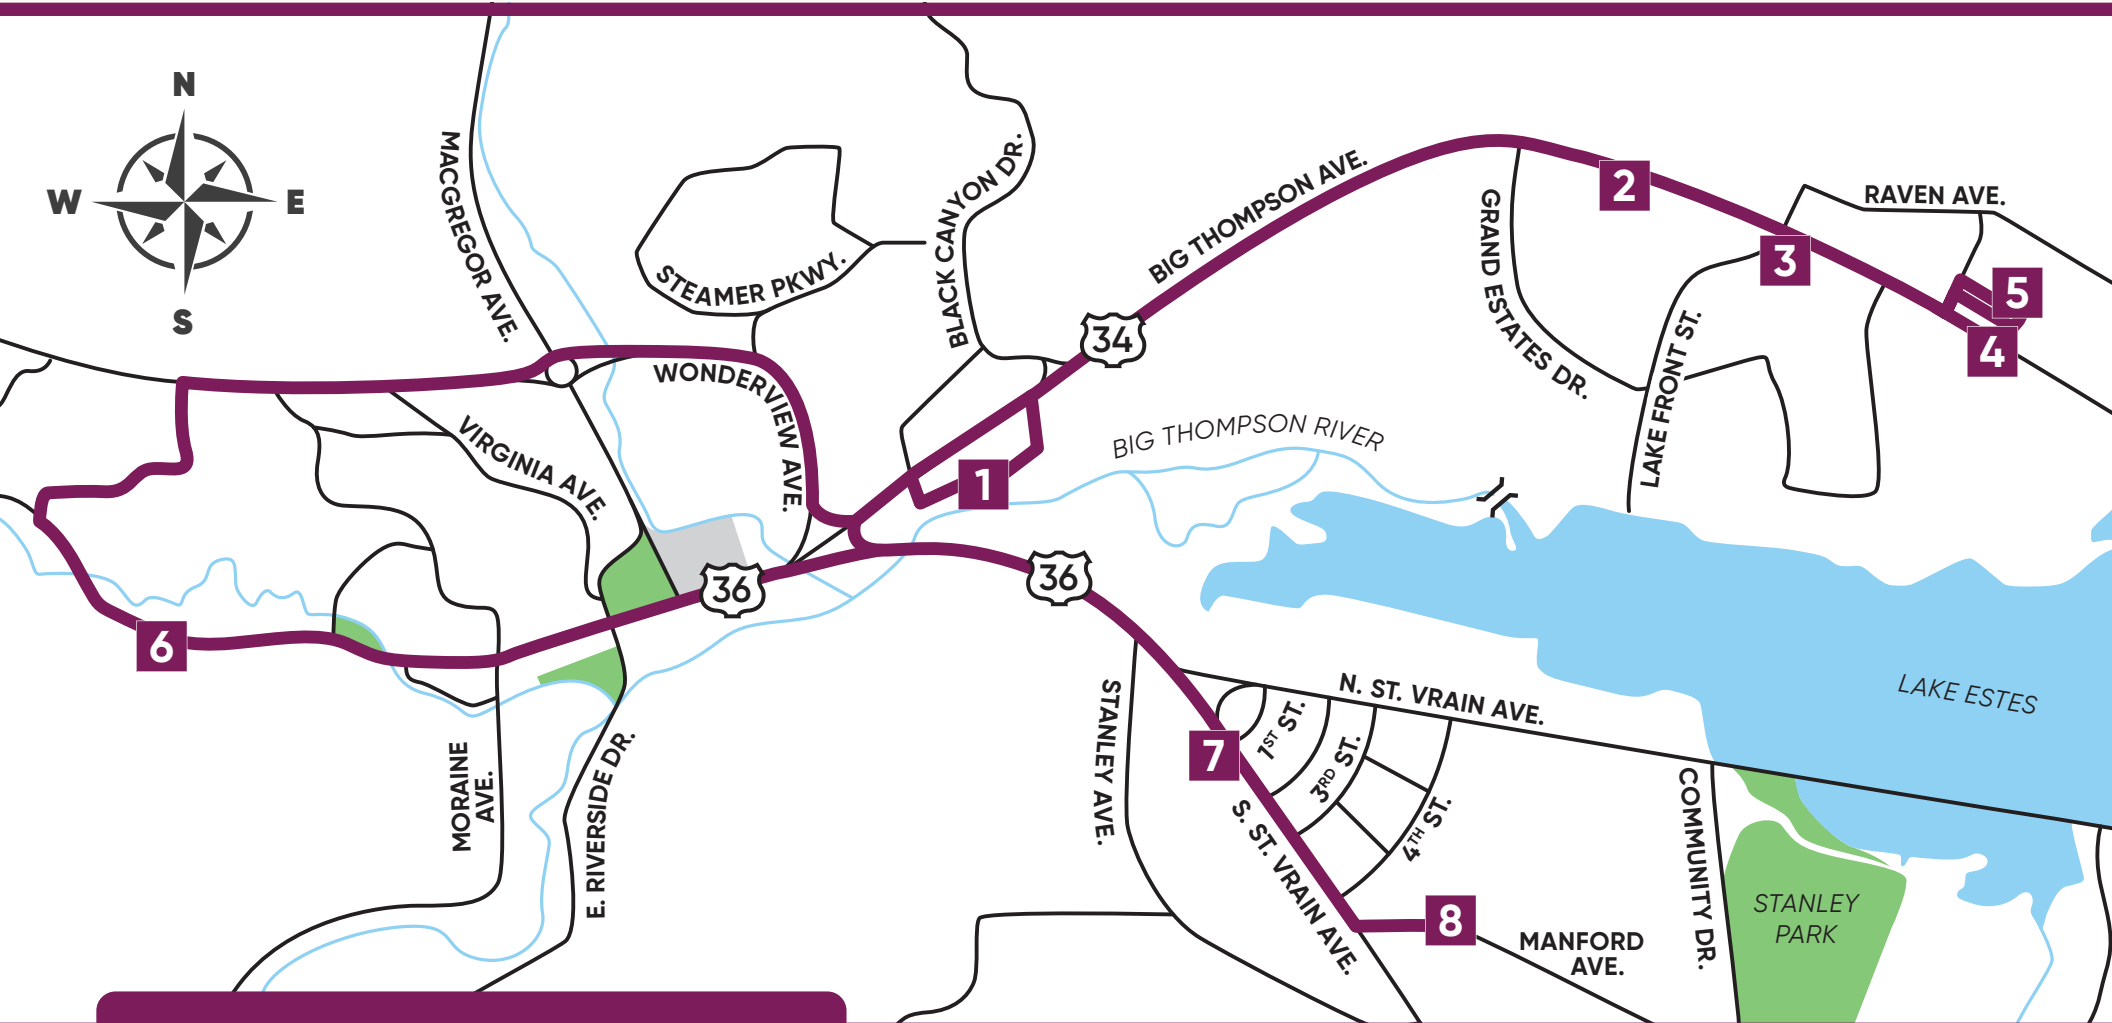 N
W
E
S
MACGREGOR AVE.
STEAMER PKWY.
BLACK CANYON DR.
BIG THOMPSON AVE.
34
GRAND ESTATES DR.
2
RAVEN AVE.
3
5
4
LAKE FRONT ST.
WONDERVIEW AVE.
VIRGINIA AVE.
1
BIG THOMPSON RIVER
36
36
6
LAKE ESTES
N. ST. VRAIN AVE.
STANLEY AVE.
7
1ST ST.
3RD ST.
4TH ST.
S. ST. VRAIN AVE.
MORAINE
AVE.
E. RIVERSIDE DR.
COMMUNITY DR.
STANLEY
PARK
8
MANFORD
AVE.